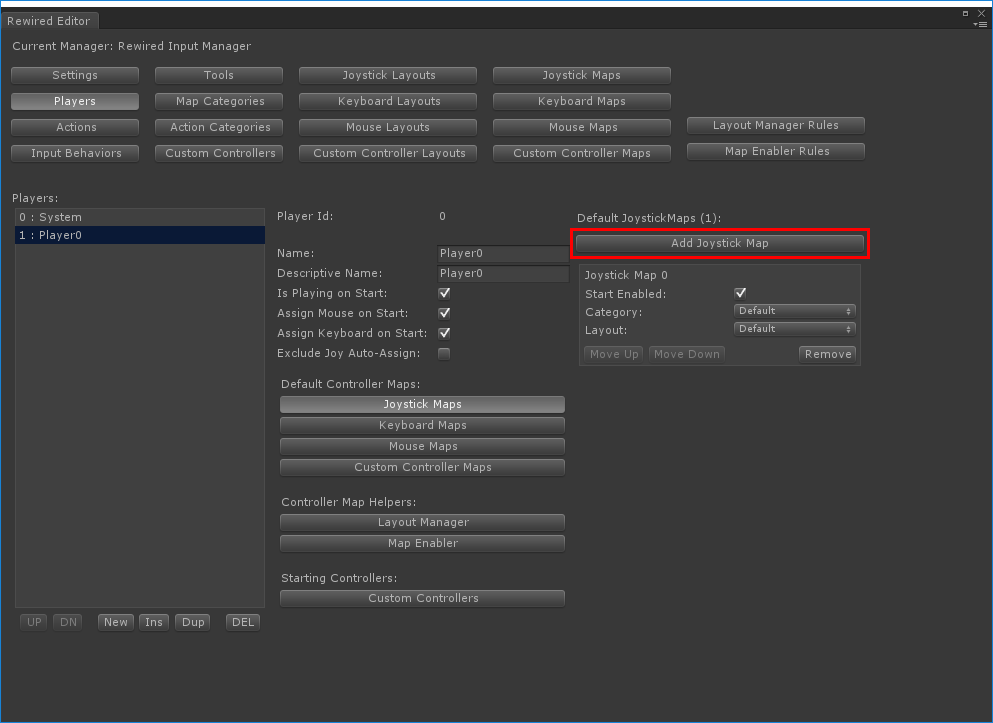 Rewired Editor
Current Manager: Rewired Input Manager
Settings Tools Joystick Layouts Joystick Maps
Players Map Categories Keyboard Layouts Keyboard Maps
Actions Action Categories Mouse Layouts Mouse Maps Layout Manager Rules
Input Behaviors Custom Controllers Custom Controller Layouts Custom Controller Maps Map Enabler Rules
Players:
0 : System
1 : Player0
UP DN New Ins Dup DEL
Player Id: 0
Name: Player0
Descriptive Name: Player0
Is Playing on Start:
Assign Mouse on Start:
Assign Keyboard on Start:
Exclude Joy Auto-Assign:
Default Controller Maps:
Joystick Maps
Keyboard Maps
Mouse Maps
Custom Controller Maps
Controller Map Helpers:
Layout Manager
Map Enabler
Starting Controllers:
Custom Controllers
Default JoystickMaps (1):
Add Joystick Map
Joystick Map 0
Start Enabled:
Category: Default
Layout: Default
Move Up Move Down Remove